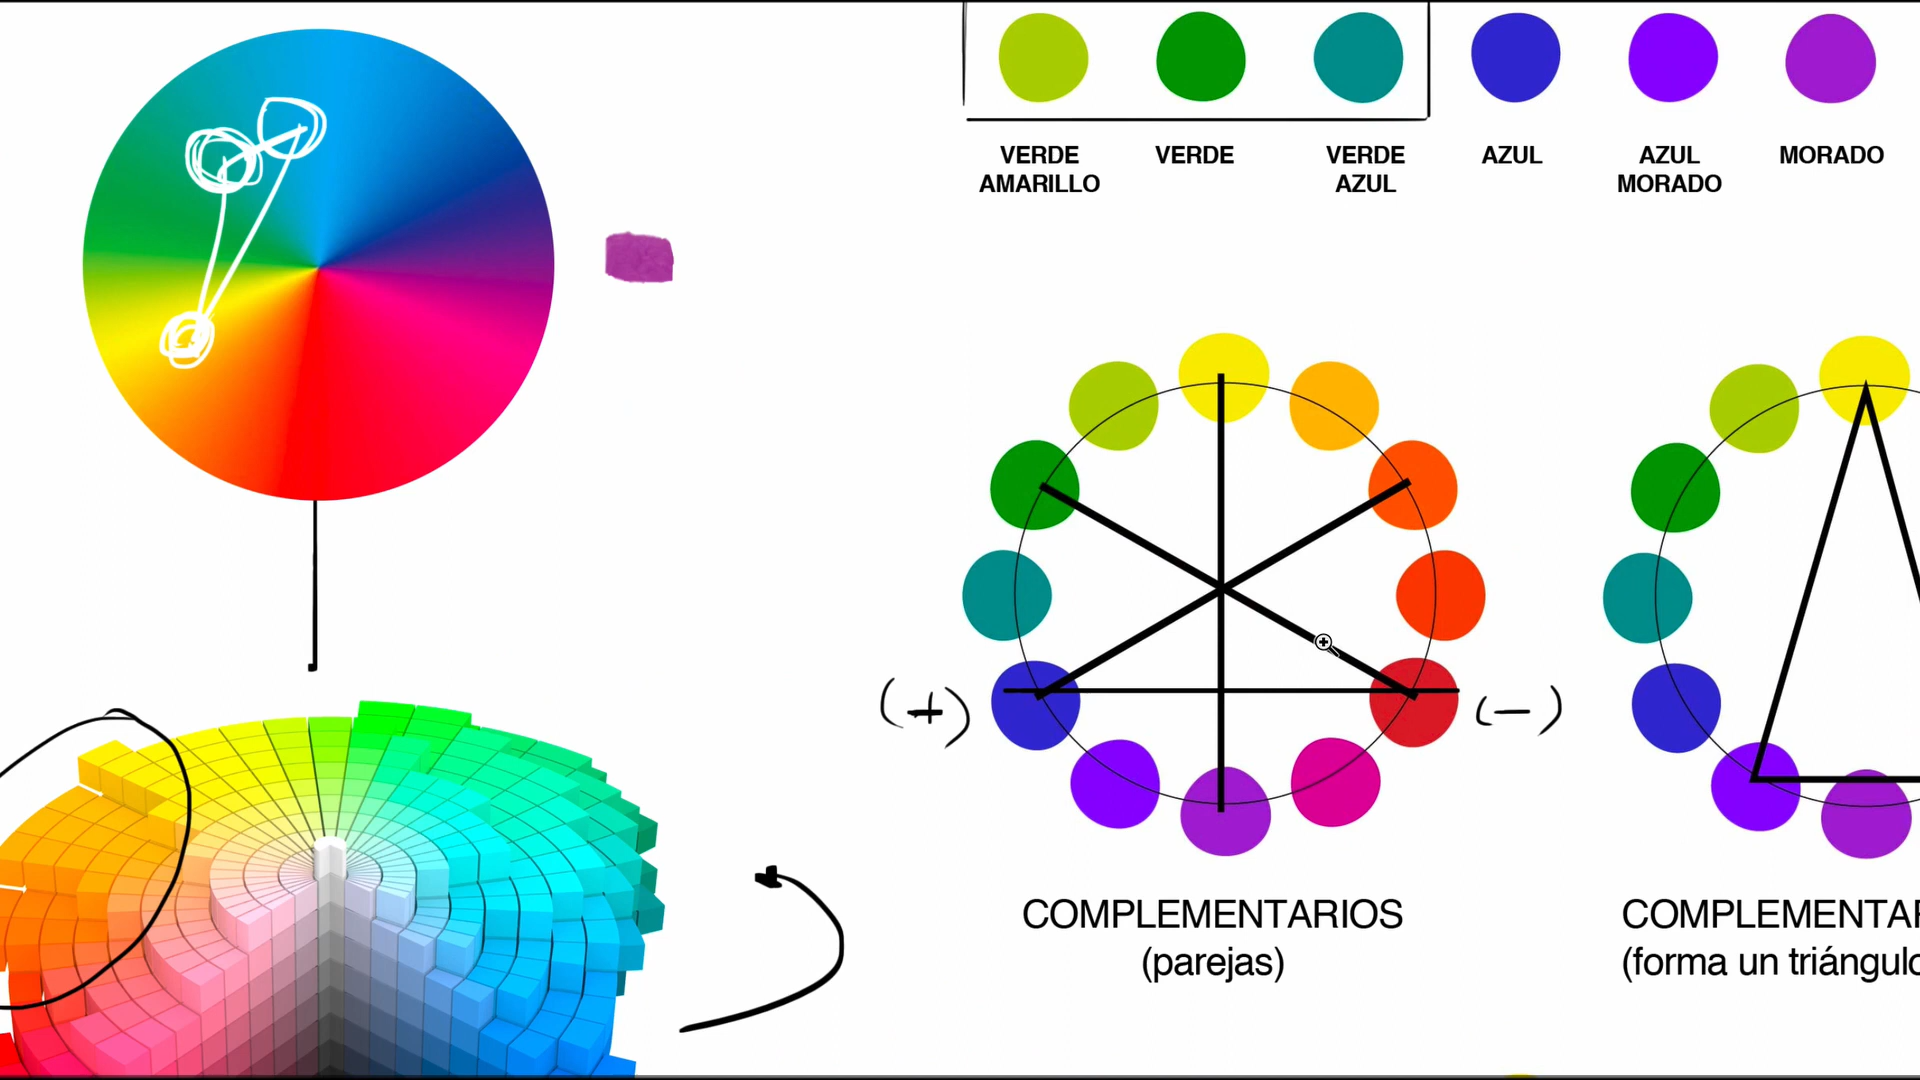 VERDE
AMARILLO
VERDE
VERDE
AZUL
AZUL
AZUL
MORADO
MORADO
(+)
(-)
COMPLEMENTARIOS
(parejas)
COMPLEMENTAR
(forma un triángulo